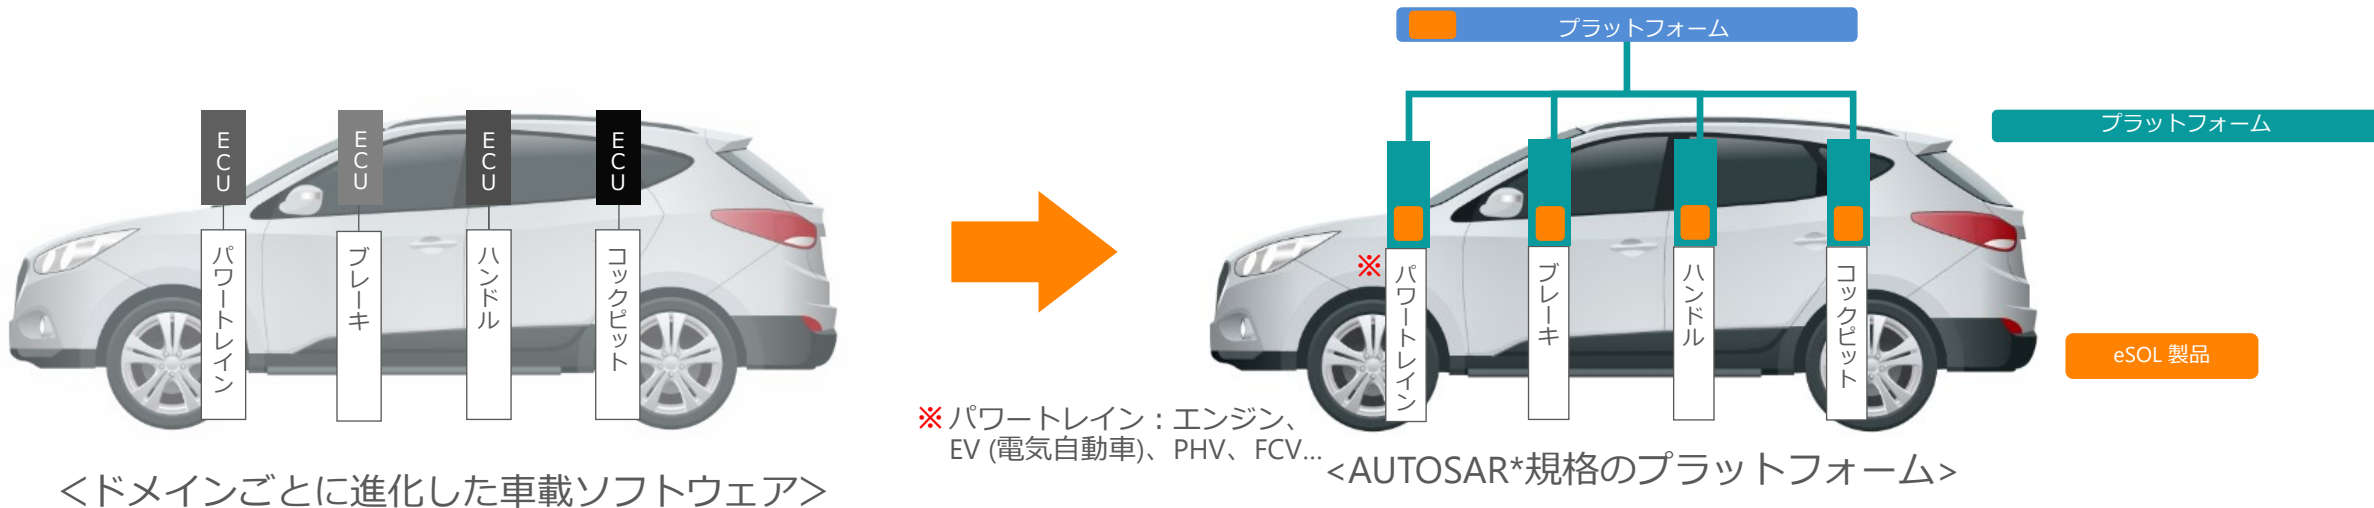 ECU
ECU
ECU
ECU
パワートレイン
ブレーキ
ハンドル
コックピット
＜ドメインごとに進化した車載ソフトウェア＞
プラットフォーム
プラットフォーム
※
パワートレイン
ブレーキ
ハンドル
コックピット
eSOL 製品
※ パワートレイン：エンジン、
EV (電気自動車)、PHV、FCV...
<AUTOSAR*規格のプラットフォーム>